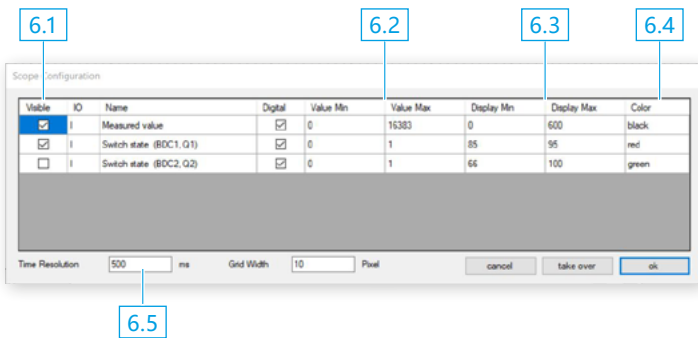 6.1 6.2 6.3 6.4
Scope Configuration
Visible IO Name Digital Value Min Value Max Display Min Display Max Color
I Measured value 0 16383 0 600 black
I Switch state (BDC1, Q1) 0 1 85 95 red
I Switch state (BDC2, Q2) 0 1 66 100 green
Time Resolution 500 ms Grid Width 10 Pixel cancel take over ok
6.5